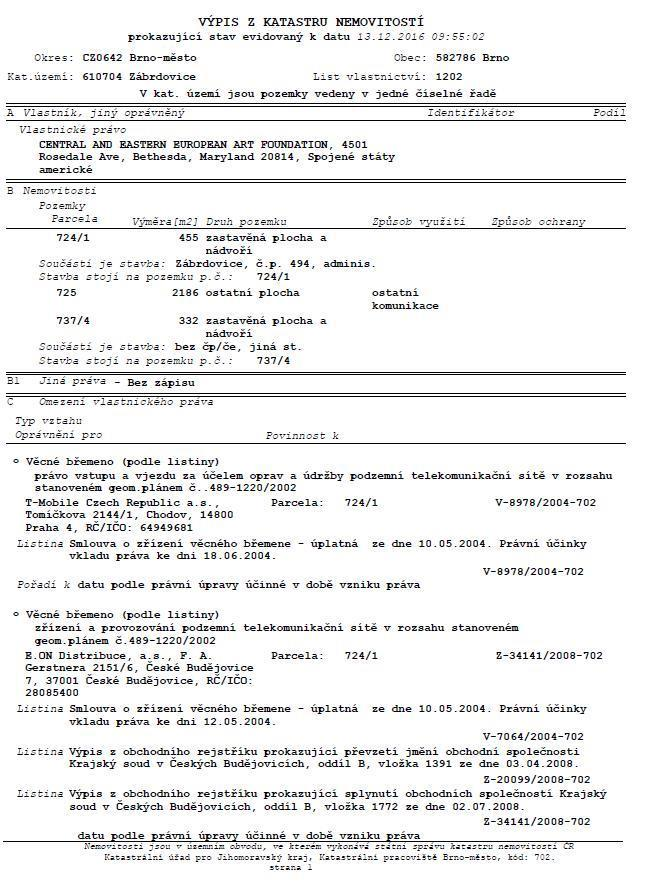 VÝPIS Z KATASTRU NEMOVITOSTÍ
prokazující stav evidovaný k datu 13.12.2016 09:55:02
Okres: CZ0642 Brno-město Obec: 582786 Brno
Kat.území: 610704 Zábrdovice List vlastnictví: 1202
V kat. území jsou pozemky vedeny v jedné číselné řadě
A Vlastník, jiný oprávněný Identifikátor Podíl
Vlastnické právo
CENTRAL AND EASTERN EUROPEAN ART FOUNDATION, 4501
Rosedale Ave, Bethesda, Maryland 20814, Spojené státy
americké
B Nemovitosti
Pozemky
Parcela Výměra[m2] Druh pozemku Způsob využití Způsob ochrany
724/1 455 zastavěná plocha a
nádvoří
Součástí je stavba: Zábrdovice, č.p. 494, adminis.
Stavba stojí na pozemku p.č.: 724/1
725 2186 ostatní plocha ostatní
komunikace
737/4 332 zastavěná plocha a
nádvoří
Součástí je stavba: bez čp/če, jiná st.
Stavba stojí na pozemku p.č.: 737/4
B1 Jiná práva - Bez zápisu
C Omezení vlastnického práva
Typ vztahu
Oprávnění pro Povinnost k
o Věcné břemeno (podle listiny)
právo vstupu a vjezdu za účelem oprav a údržby podzemní telekomunikační sítě v rozsahu
stanoveném geom.plánem č..489-1220/2002
T-Mobile Czech Republic a.s., Parcela: 724/1 V-8978/2004-702
Tomíčkova 2144/1, Chodov, 14800
Praha 4, RČ/IČO: 64949681
Listina Smlouva o zřízení věcného břemene - úplatná ze dne 10.05.2004. Právní účinky
vkladu práva ke dni 18.06.2004.
V-8978/2004-702
Pořadí k datu podle právní úpravy účinné v době vzniku práva
o Věcné břemeno (podle listiny)
zřízení a provozování podzemní telekomunikační sítě v rozsahu stanoveném
geom.plánem č.489-1220/2002
E.ON Distribuce, a.s., F. A. Parcela: 724/1 Z-34141/2008-702
Gerstnera 2151/6, České Budějovice
7, 37001 České Budějovice, RČ/IČO:
28085400
Listina Smlouva o zřízení věcného břemene - úplatná ze dne 10.05.2004. Právní účinky
vkladu práva ke dni 12.05.2004.
V-7064/2004-702
Listina Výpis z obchodního rejstříku prokazující převzetí jmění obchodní společnosti
Krajský soud v Českých Budějovicích, oddíl B, vložka 1391 ze dne 03.04.2008.
Z-20099/2008-702
Listina Výpis z obchodního rejstříku prokazující splynutí obchodních společností Krajský
soud v Českých Budějovicích, oddíl B, vložka 1772 ze dne 02.07.2008.
Z-34141/2008-702
datu podle právní úpravy účinné v době vzniku práva
Nemovitosti jsou v územním obvodu, ve kterém vykonává státní správu katastru nemovitostí ČR
Katastrální úřad pro Jihomoravský kraj, Katastrální pracoviště Brno-město, kód: 702.
strana 1